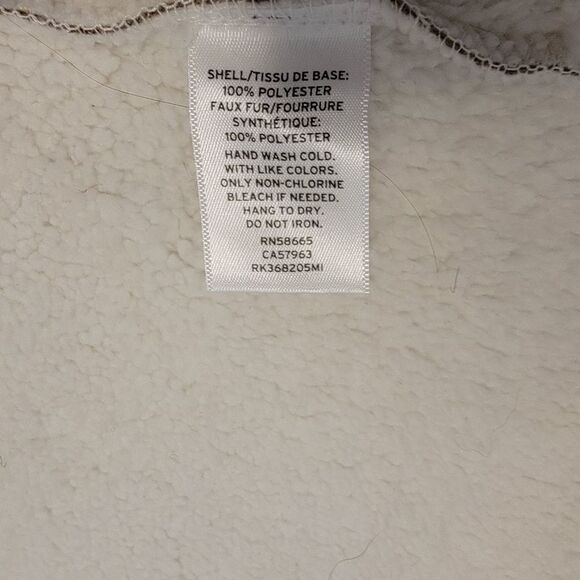 SHELL/TISSU DE BASE:
100% POLYESTER
FAUX FUR/FOURRURE
SYNTHÉTIQUE:
100% POLYESTER
HAND WASH COLD.
WITH LIKE COLORS.
ONLY NON-CHLORINE
BLEACH IF NEEDED.
HANG TO DRY.
DO NOT IRON.
RN58665
CA57963
RK368205MI